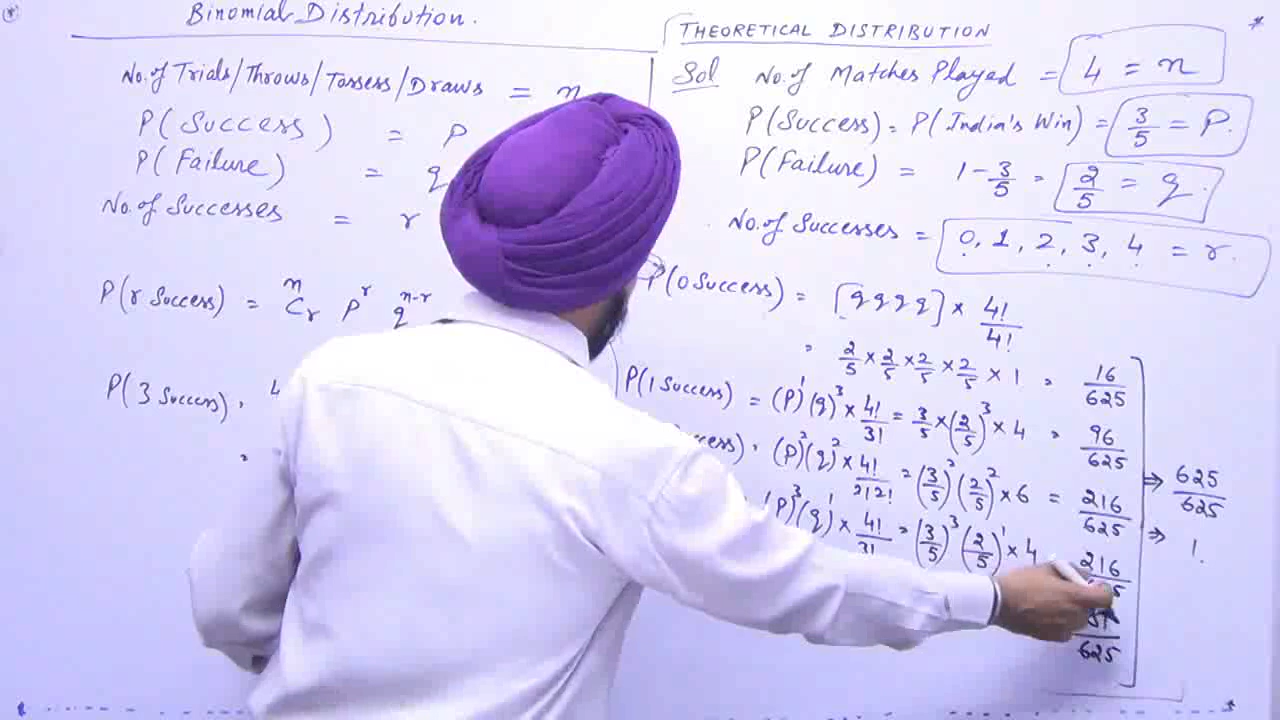 Binomial Distribution.
No. of Trials/Throws/Tossess/Draws = n
P(Success) = P
P(Failure) = q
No. of Successes = r
P(r Success) = ⁿCᵣ Pʳ qⁿ⁻ʳ
P(3 Success), 4
=
THEORETICAL DISTRIBUTION
Sol No. of Matches Played = 4 = n
P(Success) = P(India's Win) = 3/5 = P.
P(Failure) = 1 - 3/5 = 2/5 = q.
No. of Successes = 0, 1, 2, 3, 4 = r.
P(0 Success) = [q q q q] × 4!/4!
= 2/5 × 2/5 × 2/5 × 2/5 × 1 = 16/625
P(1 Success) = (P)¹ (q)³ × 4!/3! = 3/5 × (2/5)³ × 4 = 96/625
(P)² (q)² × 4!/2!2! = (3/5)² (2/5)² × 6 = 216/625
(P)³ (q)¹ × 4!/3! = (3/5)³ (2/5)¹ × 4 216
625
⇒ 625/625
⇒ 1.